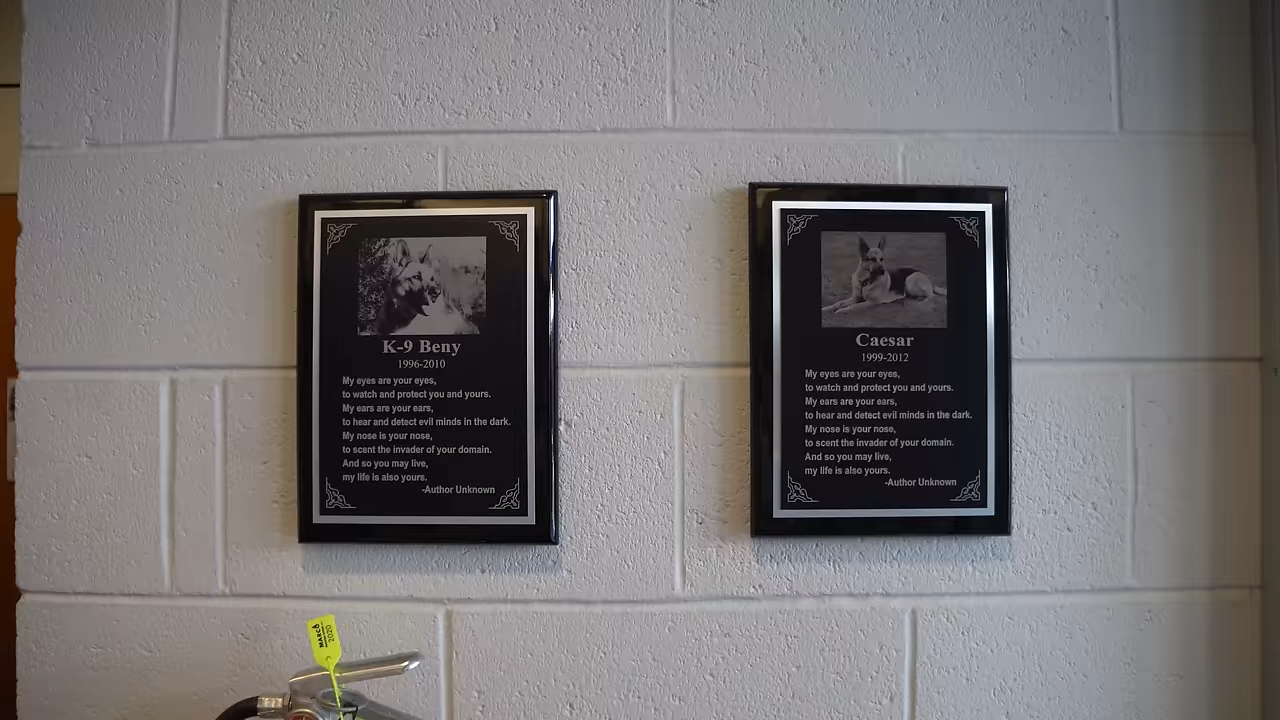 K-9 Beny
1996-2010
My eyes are your eyes,
to watch and protect you and yours.
My ears are your ears,
to hear and detect evil minds in the dark.
My nose is your nose,
to scent the invader of your domain.
And so you may live,
my life is also yours.
-Author Unknown
Caesar
1999-2012
My eyes are your eyes,
to watch and protect you and yours.
My ears are your ears,
to hear and detect evil minds in the dark.
My nose is your nose,
to scent the invader of your domain.
And so you may live,
my life is also yours.
-Author Unknown
MARCO
2020